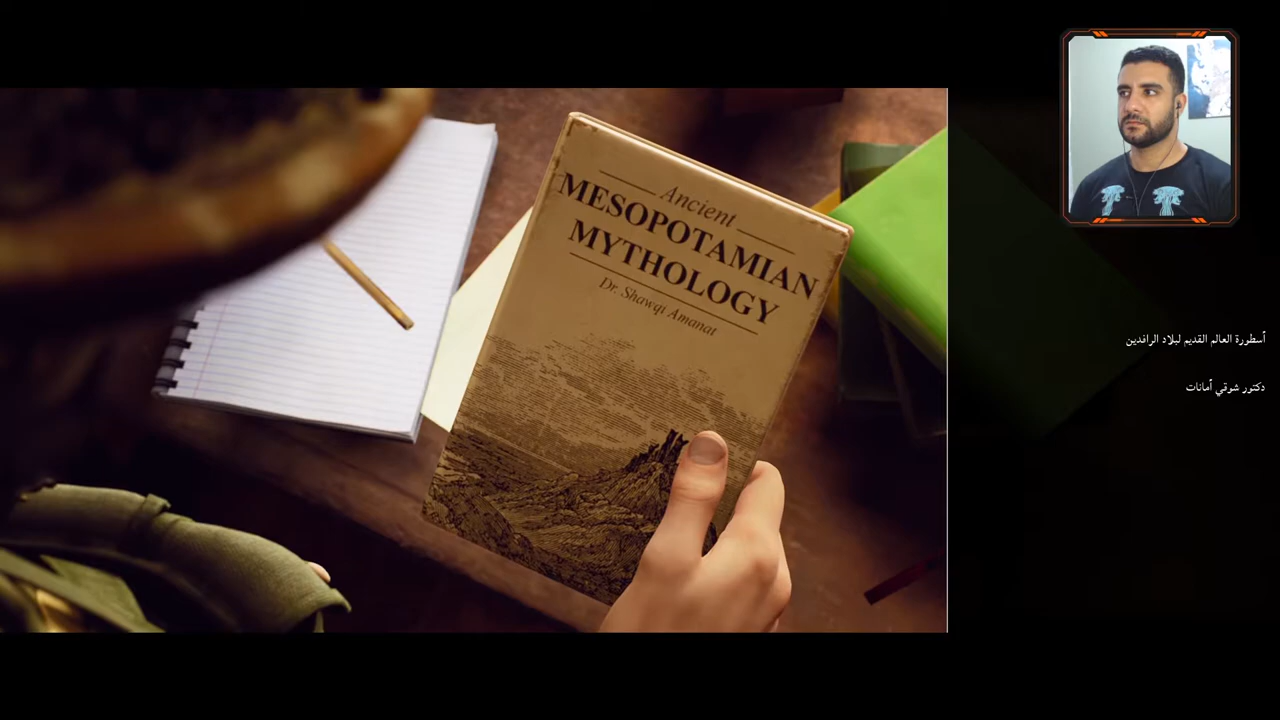 Ancient
MESOPOTAMIAN
MYTHOLOGY
Dr. Shawqi Amanat
أسطورة العالم القديم لبلاد الرافدين
دكتور شوقي أمانات